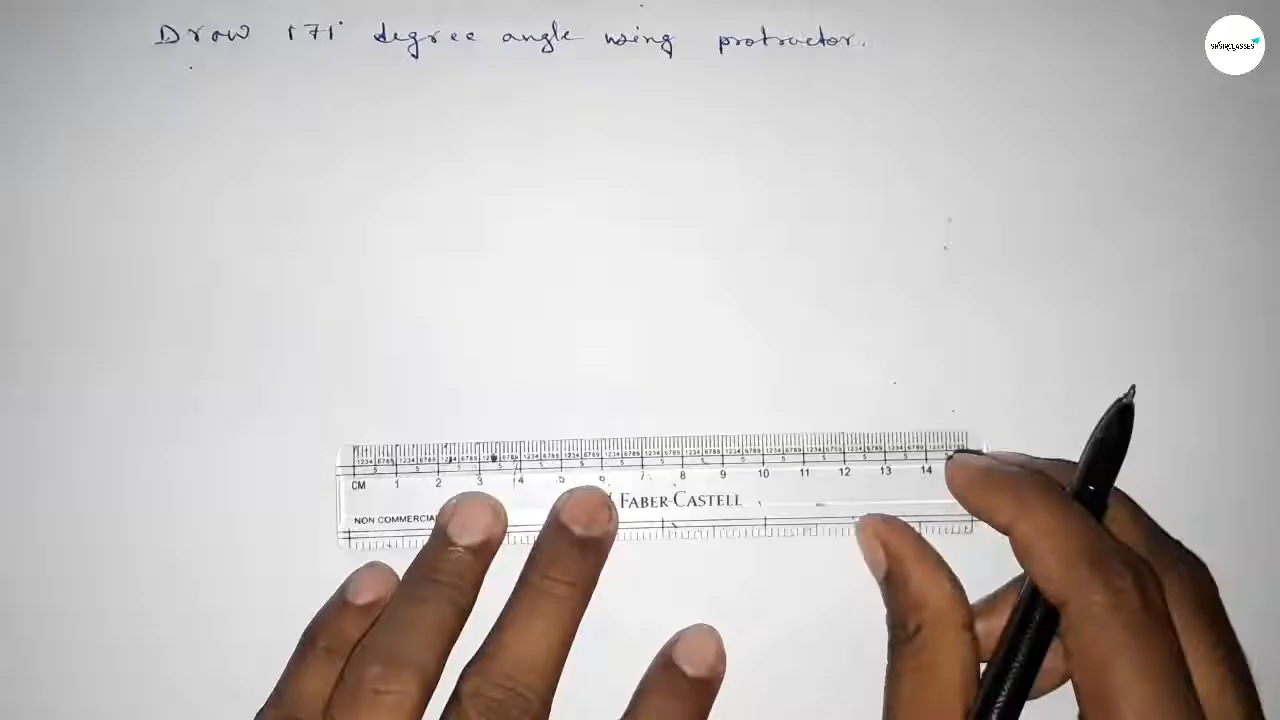 Draw 171° degree angle using protractor.
SHSIRCLASSES
1 2 3 4 5 6 7 8 9 10 11 12 13 14
CM
FABER-CASTELL
NON COMMERCIA